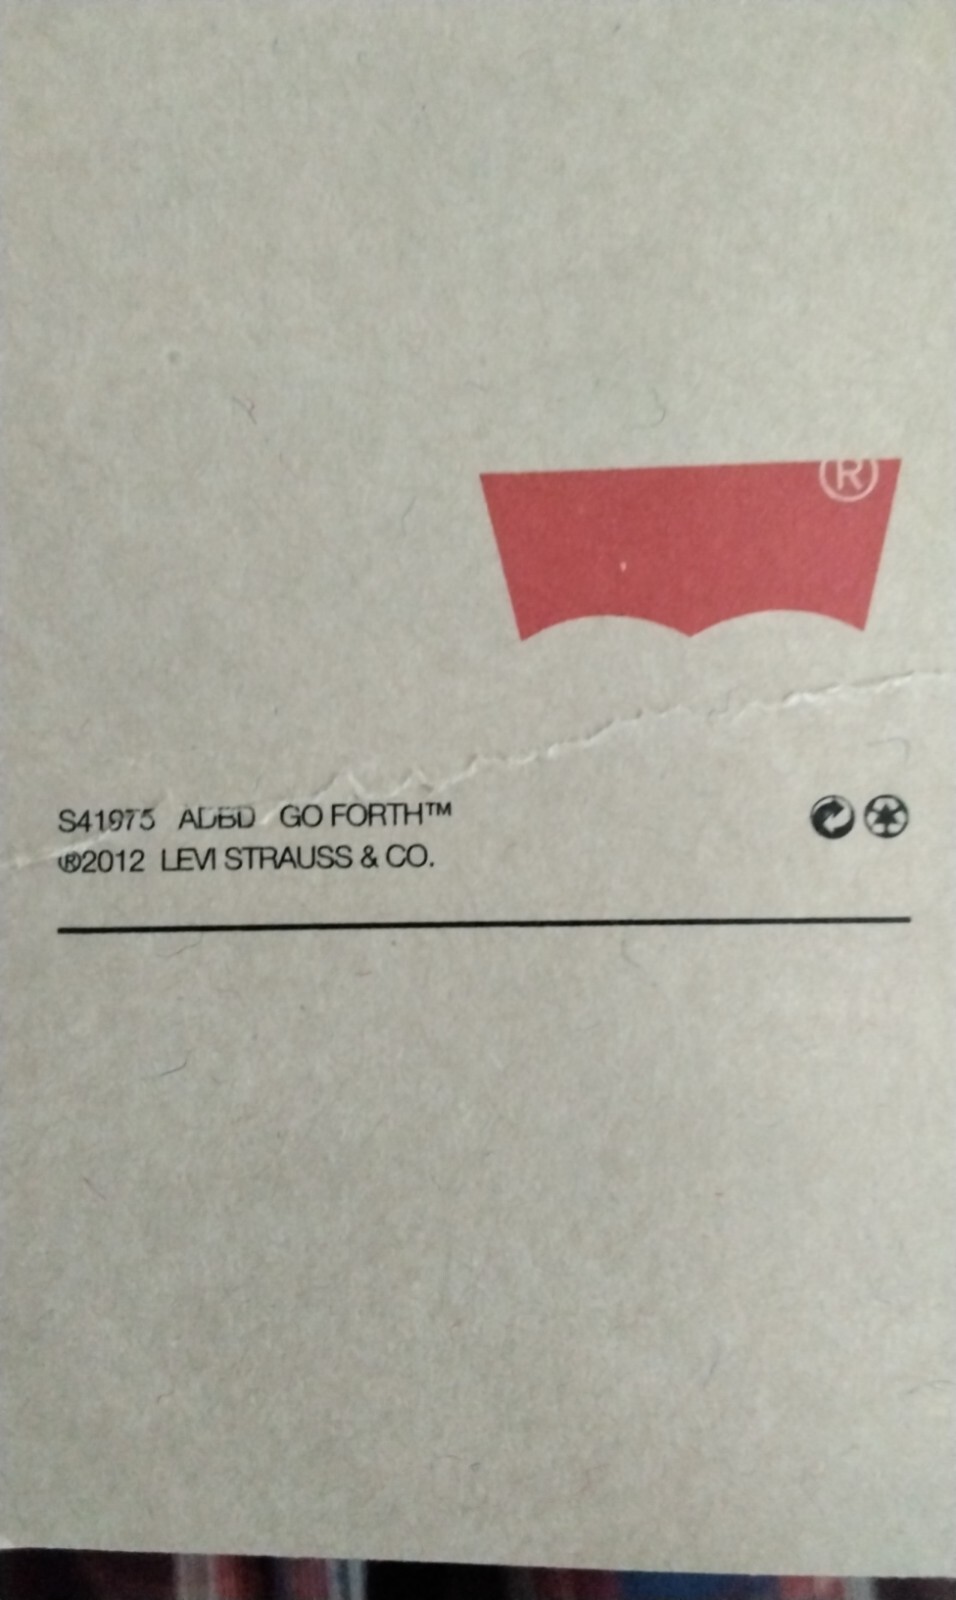 ®
S41975 ADBD GO FORTH™
®2012 LEVI STRAUSS & CO.